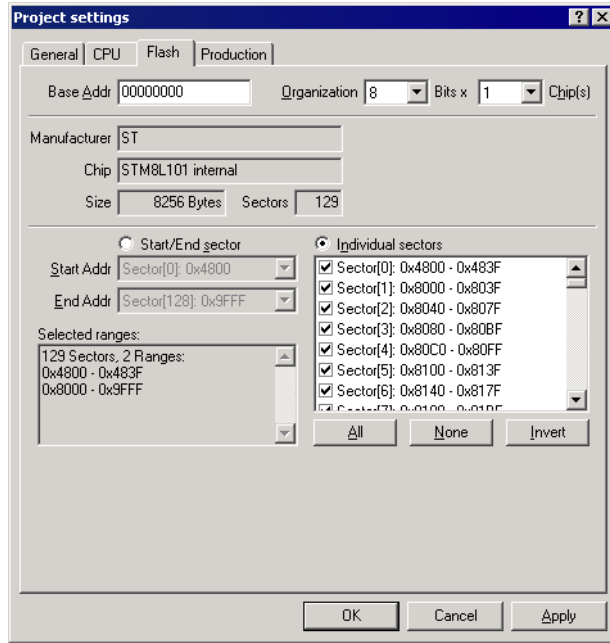 Project settings
General CPU Flash Production
Base Addr 00000000 Organization 8 Bits x 1 Chip(s)
Manufacturer ST
Chip STM8L101 internal
Size 8256 Bytes Sectors 129
Start/End sector Individual sectors
Start Addr Sector[0]: 0x4800
End Addr Sector[128]: 0x9FFF
Selected ranges:
129 Sectors, 2 Ranges:
0x4800 - 0x483F
0x8000 - 0x9FFF
Sector[0]: 0x4800 - 0x483F
Sector[1]: 0x8000 - 0x803F
Sector[2]: 0x8040 - 0x807F
Sector[3]: 0x8080 - 0x80BF
Sector[4]: 0x80C0 - 0x80FF
Sector[5]: 0x8100 - 0x813F
Sector[6]: 0x8140 - 0x817F
All None Invert
OK Cancel Apply